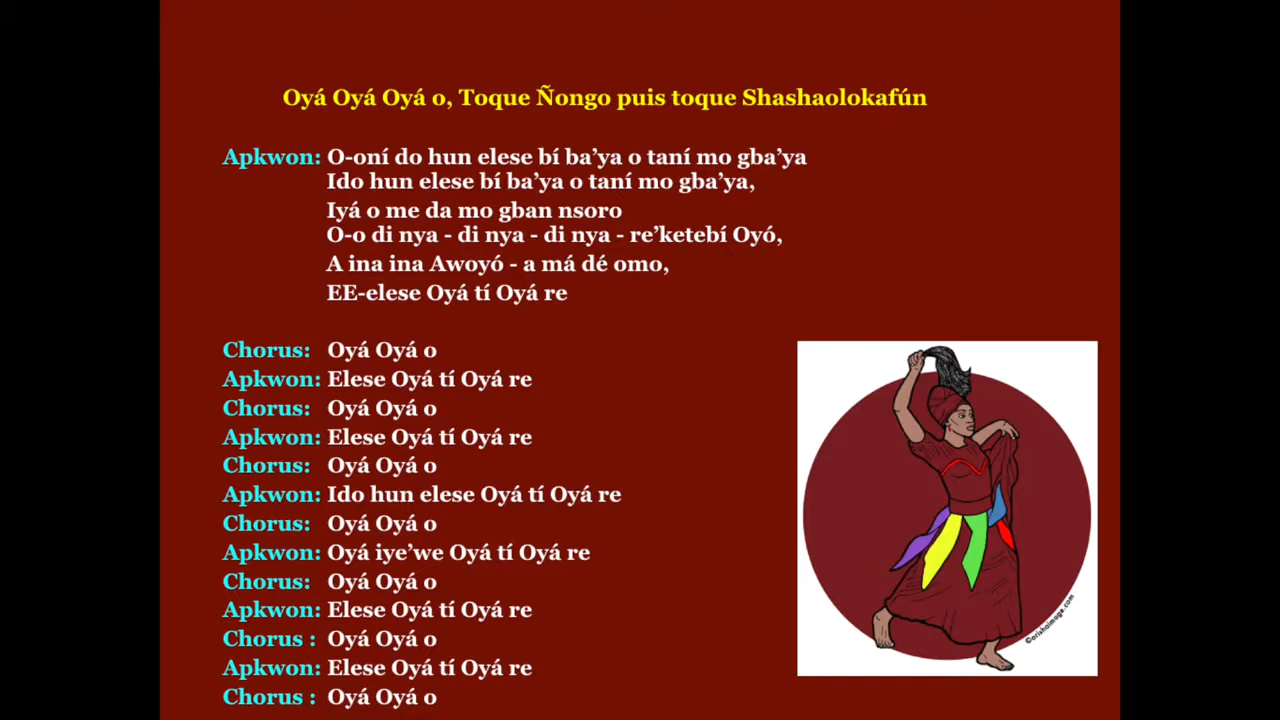 Oyá Oyá Oyá o, Toque Ñongo puis toque Shashaolokafún
Apkwon: O-oní do hun elese bí ba’ya o taní mo gba’ya
Ido hun elese bí ba’ya o taní mo gba’ya,
Iyá o me da mo gban nsoro
O-o di nya - di nya - di nya - re’ketebí Oyó,
A ina ina Awoyó - a má dé omo,
EE-elese Oyá tí Oyá re
Chorus: Oyá Oyá o
Apkwon: Elese Oyá tí Oyá re
Chorus: Oyá Oyá o
Apkwon: Elese Oyá tí Oyá re
Chorus: Oyá Oyá o
Apkwon: Ido hun elese Oyá tí Oyá re
Chorus: Oyá Oyá o
Apkwon: Oyá iye’we Oyá tí Oyá re
Chorus: Oyá Oyá o
Apkwon: Elese Oyá tí Oyá re
Chorus : Oyá Oyá o
Apkwon: Elese Oyá tí Oyá re
Chorus : Oyá Oyá o
©orishaimage.com